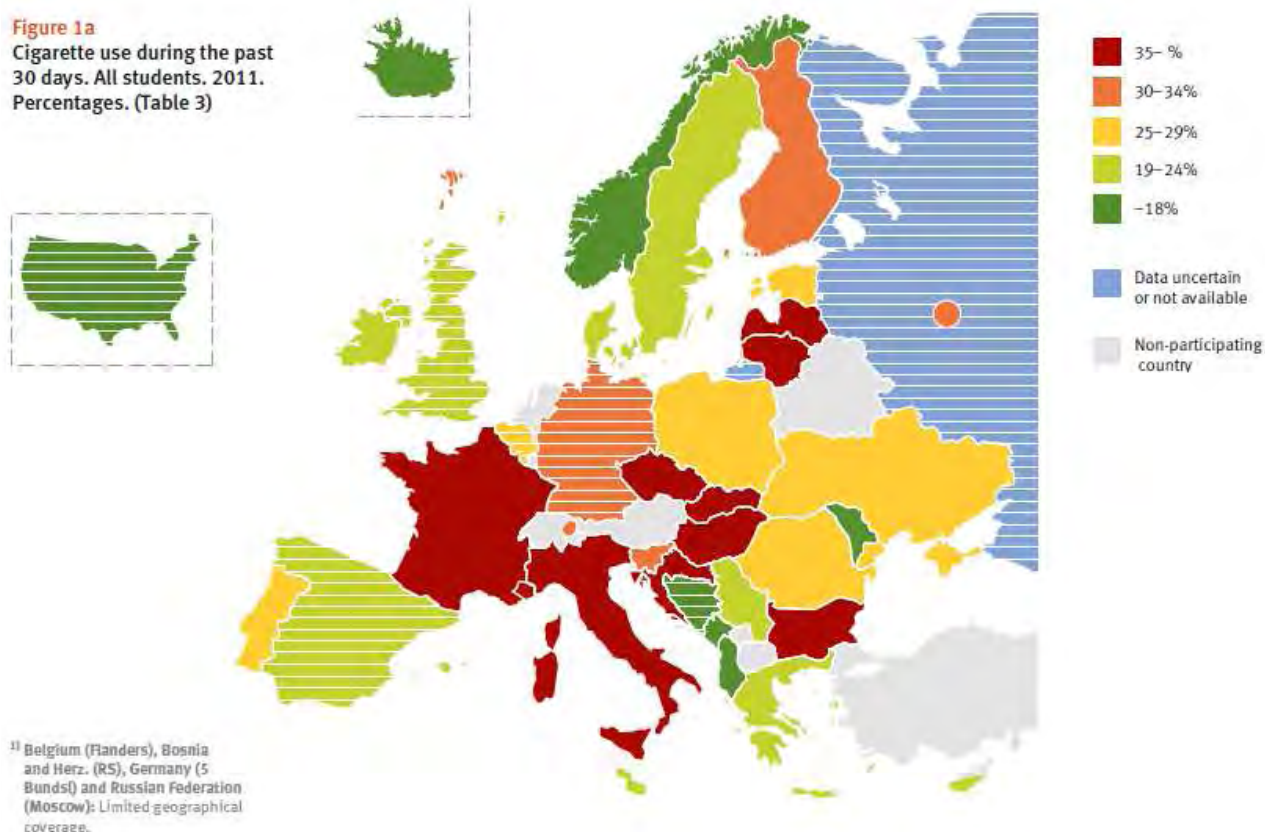 Figure 1a
Cigarette use during the past
30 days. All students. 2011.
Percentages. (Table 3)
35– %
30–34%
25–29%
19–24%
–18%
Data uncertain
or not available
Non-participating
country
1) Belgium (Flanders), Bosnia
and Herz. (RS), Germany (5
Bundsl) and Russian Federation
(Moscow): Limited geographical
coverage.